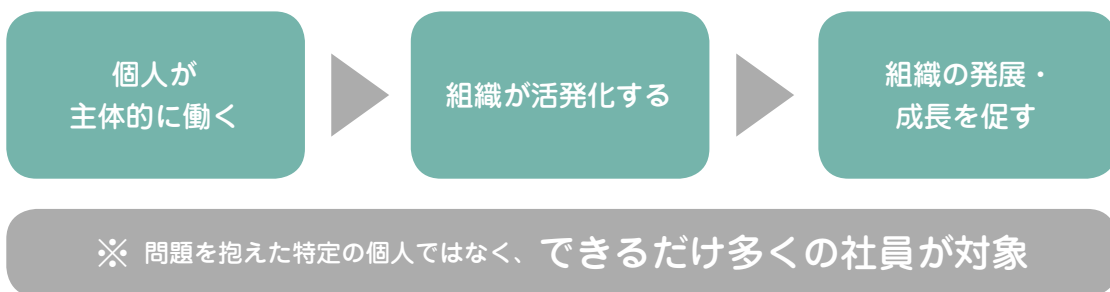 個人が
主体的に働く
組織が活発化する
組織の発展・
成長を促す
※ 問題を抱えた特定の個人ではなく、できるだけ多くの社員が対象